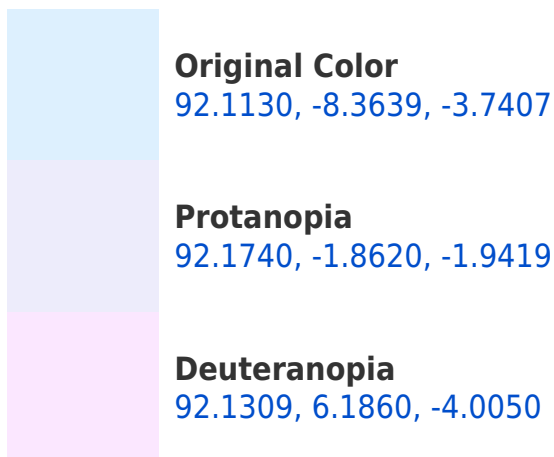 Original Color
92.1130, -8.3639, -3.7407
Protanopia
92.1740, -1.8620, -1.9419
Deuteranopia
92.1309, 6.1860, -4.0050